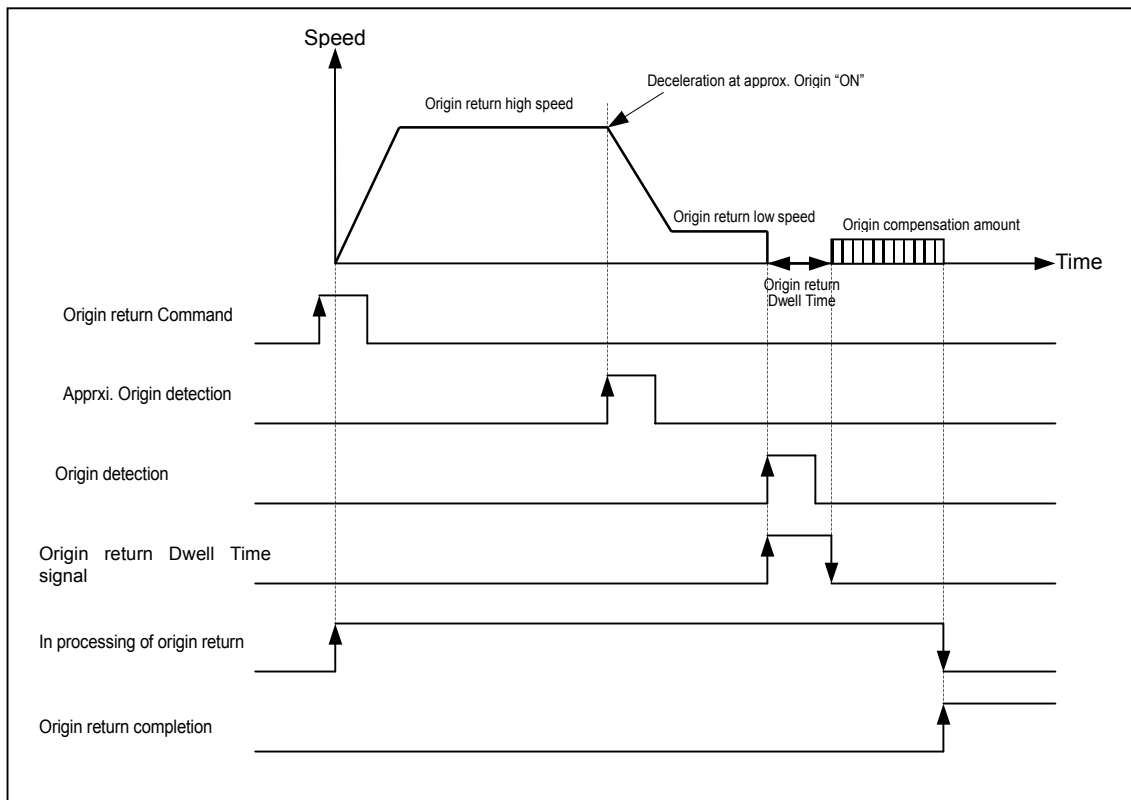 Speed
Deceleration at approx. Origin “ON”
Origin return high speed
Origin return low speed
Origin compensation amount
Time
Origin return
Dwell Time
Origin return Command
Apprxi. Origin detection
Origin detection
Origin return Dwell Time
signal
In processing of origin return
Origin return completion